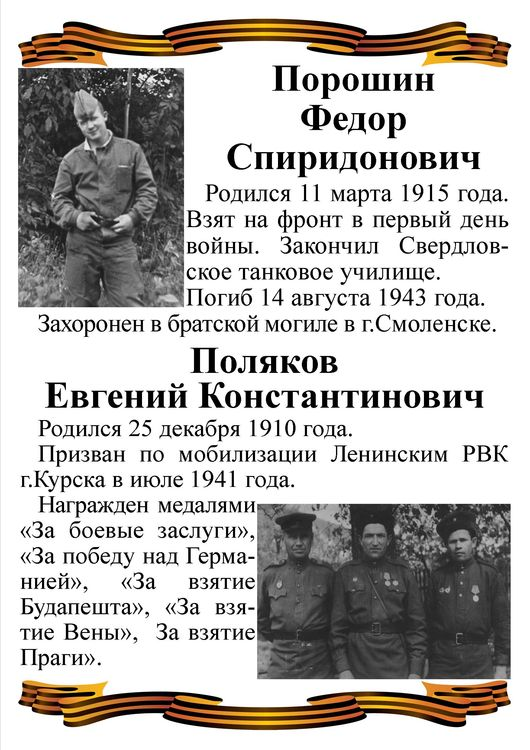 Порошин
Федор
Спиридонович
Родился 11 марта 1915 года.
Взят на фронт в первый день
войны. Закончил Свердлов-
ское танковое училище.
Погиб 14 августа 1943 года.
Захоронен в братской могиле в г.Смоленске.
Поляков
Евгений Константинович
Родился 25 декабря 1910 года.
Призван по мобилизации Ленинским РВК
г.Курска в июле 1941 года.
Награжден медалями
«За боевые заслуги»,
«За победу над Герма-
нией», «За взятие
Будапешта», «За взя-
тие Вены», За взятие
Праги».